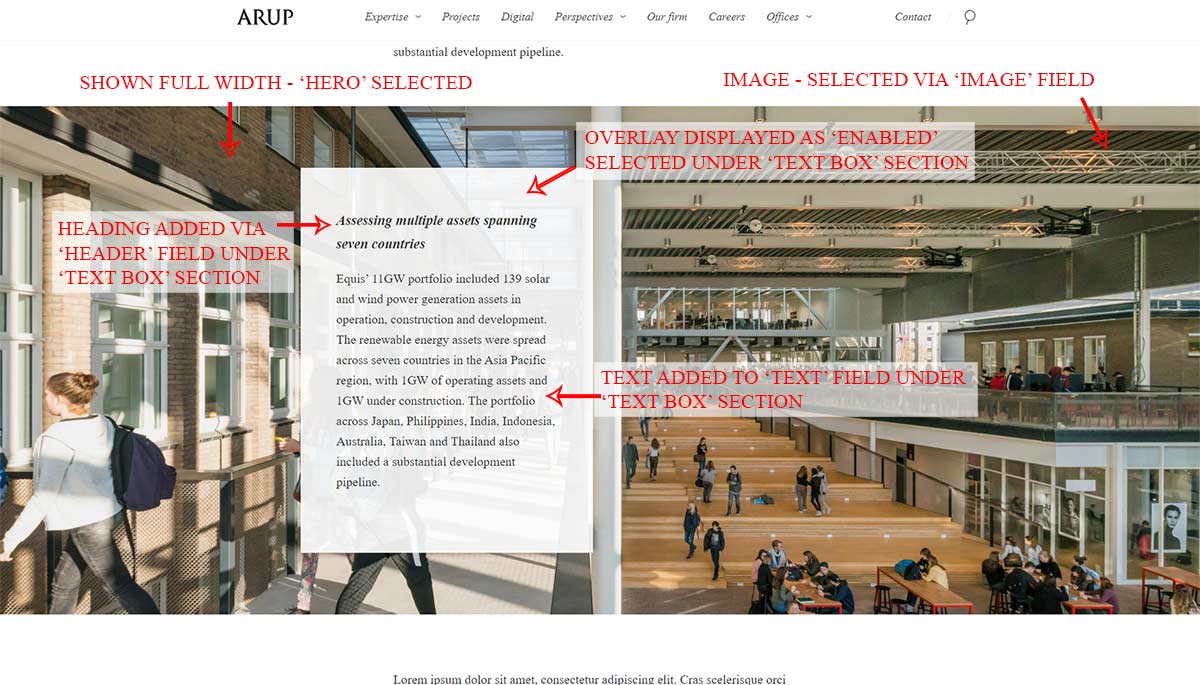 ARUP
Expertise Projects Digital Perspectives Our firm Careers Offices Contact
substantial development pipeline.
SHOWN FULL WIDTH - ‘HERO’ SELECTED
IMAGE - SELECTED VIA ‘IMAGE’ FIELD
OVERLAY DISPLAYED AS ‘ENABLED’
SELECTED UNDER ‘TEXT BOX’ SECTION
HEADING ADDED VIA
‘HEADER’ FIELD UNDER
‘TEXT BOX’ SECTION
Assessing multiple assets spanning
seven countries
Equis’ 11GW portfolio included 139 solar
and wind power generation assets in
operation, construction and development.
The renewable energy assets were spread
across seven countries in the Asia Pacific
region, with 1GW of operating assets and
1GW under construction. The portfolio
across Japan, Philippines, India, Indonesia,
Australia, Taiwan and Thailand also
included a substantial development
pipeline.
TEXT ADDED TO ‘TEXT’ FIELD UNDER
‘TEXT BOX’ SECTION
Lorem ipsum dolor sit amet, consectetur adipiscing elit. Cras scelerisque orci